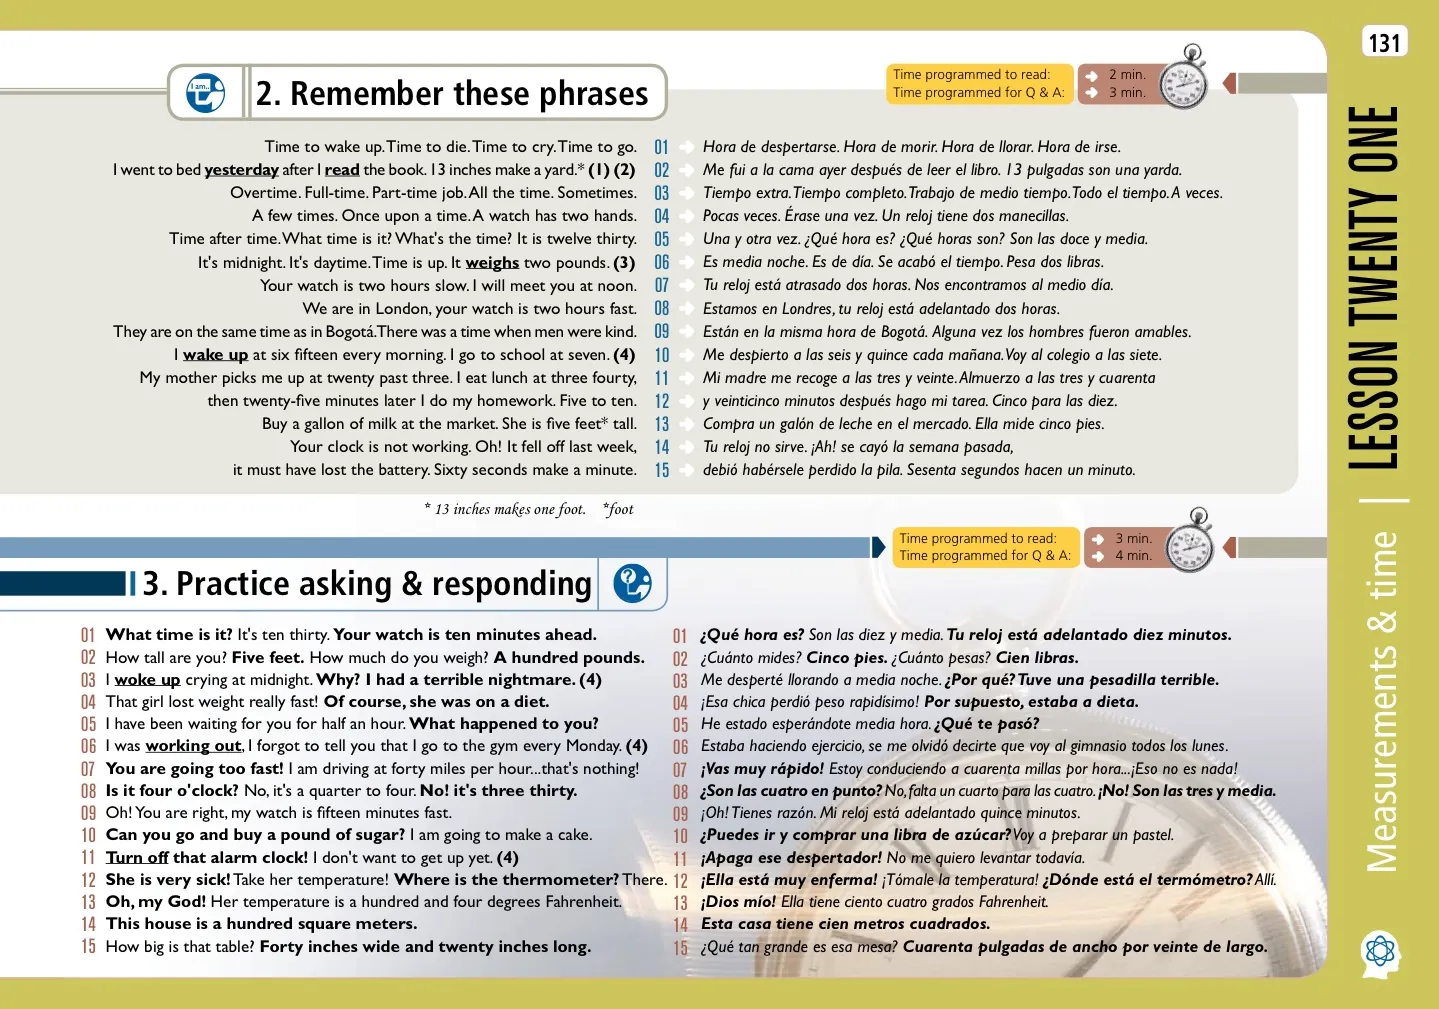 131
I am...
2. Remember these phrases
Time programmed to read: 2 min.
Time programmed for Q & A: 3 min.
Time to wake up. Time to die. Time to cry. Time to go. 01 Hora de despertarse. Hora de morir. Hora de llorar. Hora de irse.
I went to bed yesterday after I read the book. 13 inches make a yard.* (1) (2) 02 Me fui a la cama ayer después de leer el libro. 13 pulgadas son una yarda.
Overtime. Full-time. Part-time job. All the time. Sometimes. 03 Tiempo extra. Tiempo completo. Trabajo de medio tiempo. Todo el tiempo. A veces.
A few times. Once upon a time. A watch has two hands. 04 Pocas veces. Érase una vez. Un reloj tiene dos manecillas.
Time after time. What time is it? What's the time? It is twelve thirty. 05 Una y otra vez. ¿Qué hora es? ¿Qué horas son? Son las doce y media.
It's midnight. It's daytime. Time is up. It weighs two pounds. (3) 06 Es media noche. Es de día. Se acabó el tiempo. Pesa dos libras.
Your watch is two hours slow. I will meet you at noon. 07 Tu reloj está atrasado dos horas. Nos encontramos al medio día.
We are in London, your watch is two hours fast. 08 Estamos en Londres, tu reloj está adelantado dos horas.
They are on the same time as in Bogotá. There was a time when men were kind. 09 Están en la misma hora de Bogotá. Alguna vez los hombres fueron amables.
I wake up at six fifteen every morning. I go to school at seven. (4) 10 Me despierto a las seis y quince cada mañana. Voy al colegio a las siete.
My mother picks me up at twenty past three. I eat lunch at three fourty, 11 Mi madre me recoge a las tres y veinte. Almuerzo a las tres y cuarenta
then twenty-five minutes later I do my homework. Five to ten. 12 y veinticinco minutos después hago mi tarea. Cinco para las diez.
Buy a gallon of milk at the market. She is five feet* tall. 13 Compra un galón de leche en el mercado. Ella mide cinco pies.
Your clock is not working. Oh! It fell off last week, 14 Tu reloj no sirve. ¡Ah! se cayó la semana pasada,
it must have lost the battery. Sixty seconds make a minute. 15 debió habérsele perdido la pila. Sesenta segundos hacen un minuto.
* 13 inches makes one foot. *foot
Time programmed to read: 3 min.
Time programmed for Q & A: 4 min.
3. Practice asking & responding
01 What time is it? It's ten thirty. Your watch is ten minutes ahead. 01 ¿Qué hora es? Son las diez y media. Tu reloj está adelantado diez minutos.
02 How tall are you? Five feet. How much do you weigh? A hundred pounds. 02 ¿Cuánto mides? Cinco pies. ¿Cuánto pesas? Cien libras.
03 I woke up crying at midnight. Why? I had a terrible nightmare. (4) 03 Me desperté llorando a media noche. ¿Por qué? Tuve una pesadilla terrible.
04 That girl lost weight really fast! Of course, she was on a diet. 04 ¡Esa chica perdió peso rapidísimo! Por supuesto, estaba a dieta.
05 I have been waiting for you for half an hour. What happened to you? 05 He estado esperándote media hora. ¿Qué te pasó?
06 I was working out, I forgot to tell you that I go to the gym every Monday. (4) 06 Estaba haciendo ejercicio, se me olvidó decirte que voy al gimnasio todos los lunes.
07 You are going too fast! I am driving at forty miles per hour...that's nothing! 07 ¡Vas muy rápido! Estoy conduciendo a cuarenta millas por hora...¡Eso no es nada!
08 Is it four o'clock? No, it's a quarter to four. No! it's three thirty. 08 ¿Son las cuatro en punto? No, falta un cuarto para las cuatro. ¡No! Son las tres y media.
09 Oh! You are right, my watch is fifteen minutes fast. 09 ¡Oh! Tienes razón. Mi reloj está adelantado quince minutos.
10 Can you go and buy a pound of sugar? I am going to make a cake. 10 ¿Puedes ir y comprar una libra de azúcar? Voy a preparar un pastel.
11 Turn off that alarm clock! I don't want to get up yet. (4) 11 ¡Apaga ese despertador! No me quiero levantar todavía.
12 She is very sick! Take her temperature! Where is the thermometer? There. 12 ¡Ella está muy enferma! ¡Tómale la temperatura! ¿Dónde está el termómetro? Allí.
13 Oh, my God! Her temperature is a hundred and four degrees Fahrenheit. 13 ¡Dios mío! Ella tiene ciento cuatro grados Fahrenheit.
14 This house is a hundred square meters. 14 Esta casa tiene cien metros cuadrados.
15 How big is that table? Forty inches wide and twenty inches long. 15 ¿Qué tan grande es esa mesa? Cuarenta pulgadas de ancho por veinte de largo.
Measurements & time | LESSON TWENTY ONE